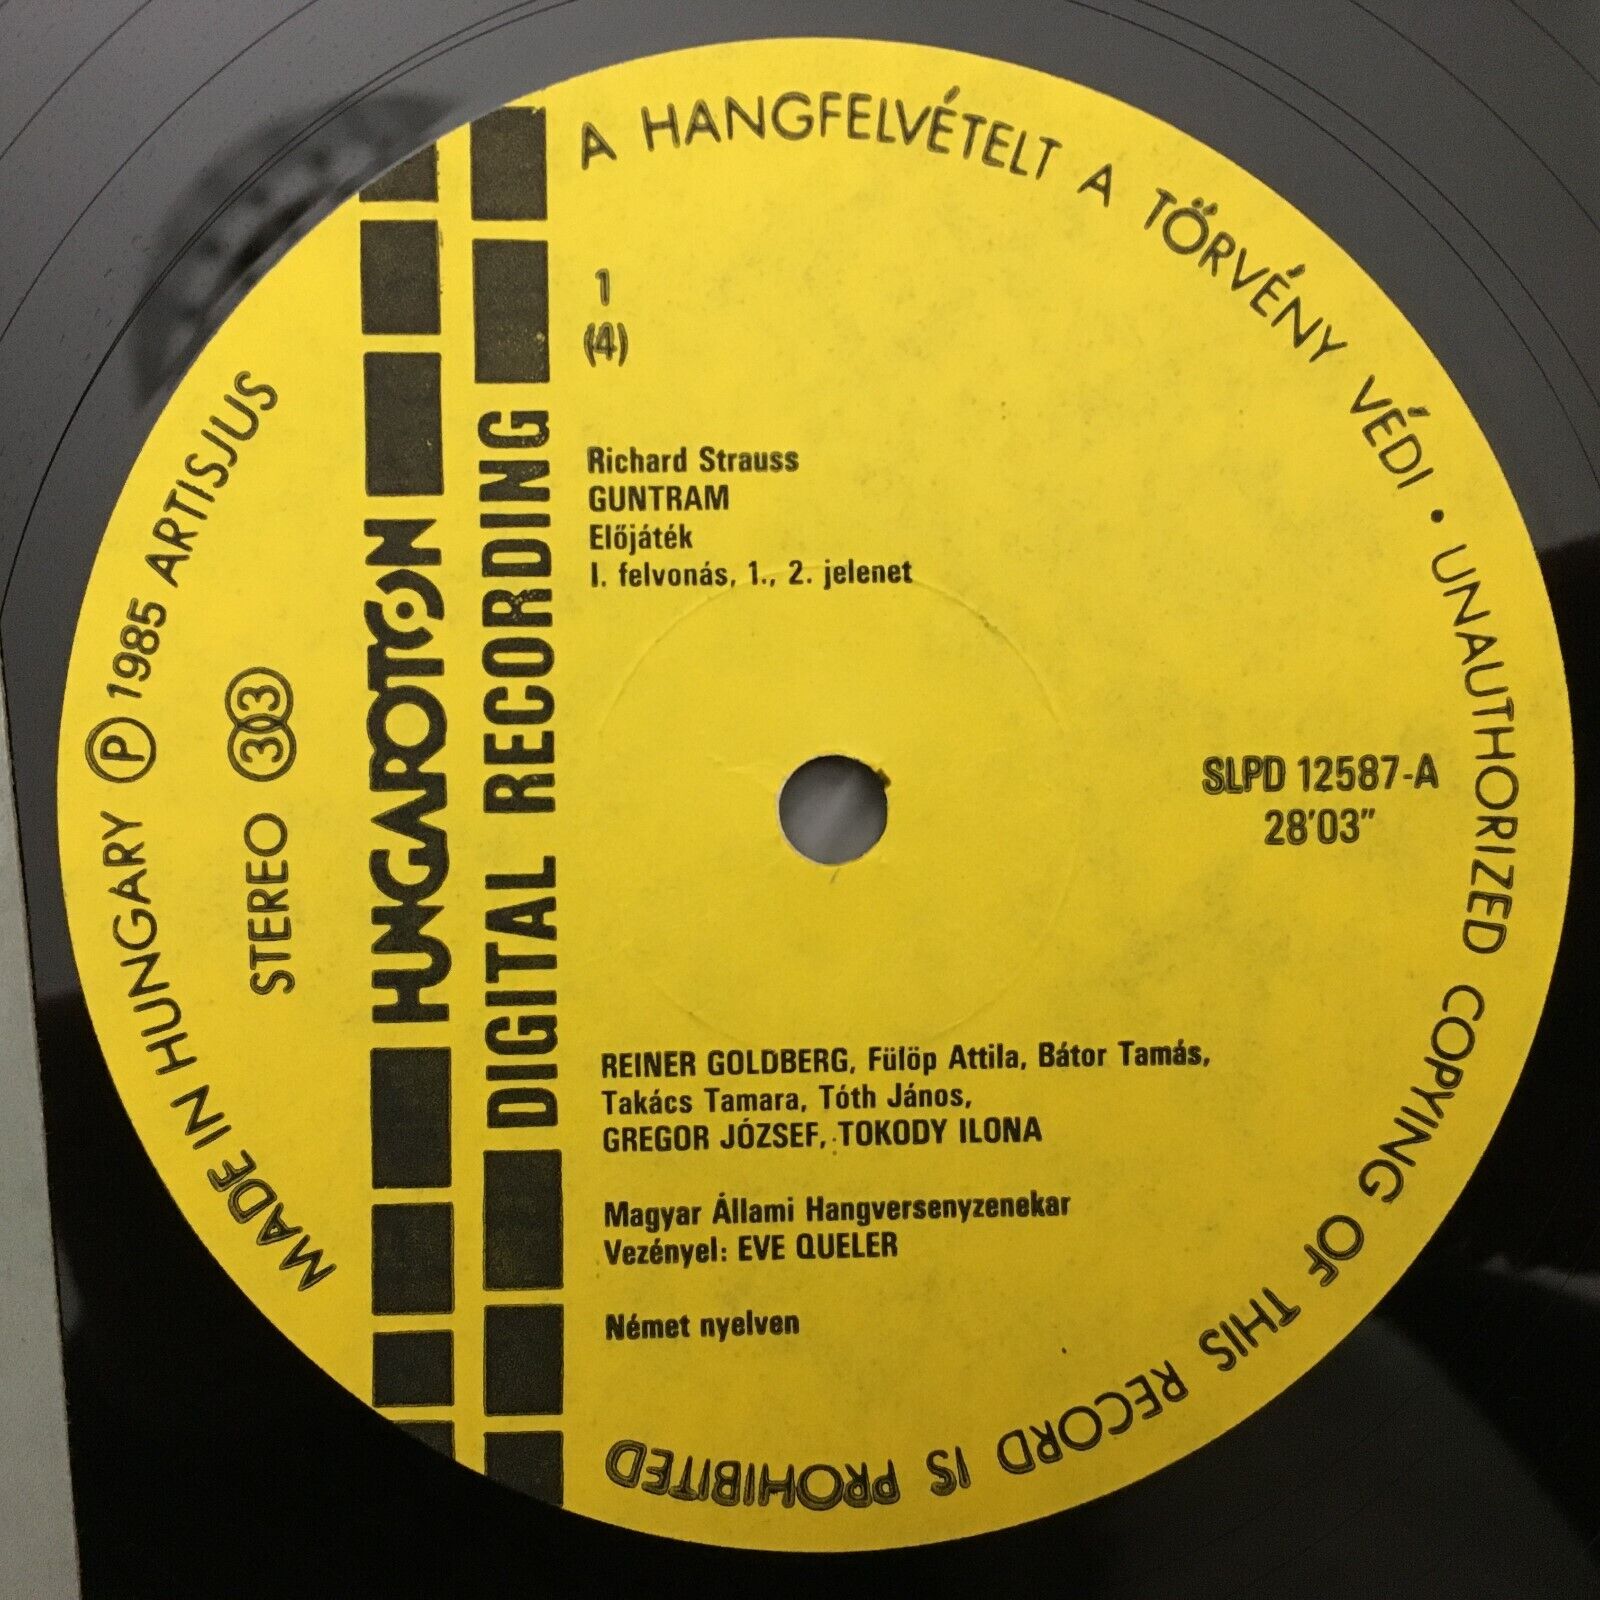 A HANGFELVÉTELT A TÖRVÉNY VÉDI • UNAUTHORIZED COPYING OF THIS RECORD IS PROHIBITED
MADE IN HUNGARY Ⓟ 1985 ARTISJUS
STEREO 33
HUNGAROTON
DIGITAL RECORDING
1
(4)
Richard Strauss
GUNTRAM
Előjáték
I. felvonás, 1., 2. jelenet
SLPD 12587-A
28'03"
REINER GOLDBERG, Fülöp Attila, Bátor Tamás,
Takács Tamara, Tóth János,
GREGOR JÓZSEF, TOKODY ILONA
Magyar Állami Hangversenyzenekar
Vezényel: EVE QUELER
Német nyelven